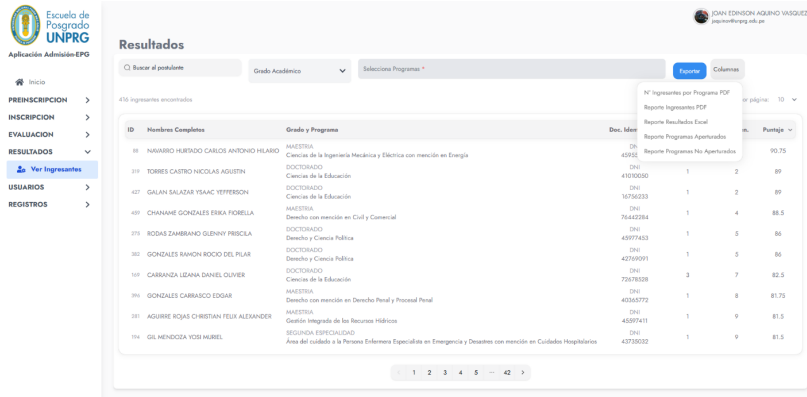 Escuela de
Posgrado
UNPRG
Aplicación Admisión-EPG
Inicio
PREINSCRIPCION
INSCRIPCION
EVALUACION
RESULTADOS
Ver Ingresantes
USUARIOS
REGISTROS
JOAN EDINSON AQUINO VASQUEZ
jaquinov@unprg.edu.pe
Resultados
Buscar al postulante
Grado Académico
Selecciona Programas *
Exportar
Columnas
N° Ingresantes por Programa PDF
Reporte Ingresantes PDF
Reporte Resultados Excel
Reporte Programas Aperturados
Reporte Programas No Aperturados
416 ingresantes encontrados
por página: 10
ID Nombres Completos Grado y Programa Doc. Iden Puntaje
NAVARRO HURTADO CARLOS ANTONIO HILARIO MAESTRIA 90.75
Ciencias de la Ingeniería Mecánica y Eléctrica con mención en Energía
319 TORRES CASTRO NICOLAS AGUSTIN DOCTORADO DNI 1 2 89
Ciencias de la Educación 41010050
427 GALAN SALAZAR YSAAC YEFFERSON DOCTORADO DNI 1 2 89
Ciencias de la Educación 16756233
CHANAME GONZALES ERIKA FIORELLA MAESTRIA DNI 1 4 88.5
Derecho con mención en Civil y Comercial 76442284
RODAS ZAMBRANO GLENNY PRISCILA DOCTORADO DNI 1 5 86
Derecho y Ciencia Política 45977453
GONZALES RAMON ROCIO DEL PILAR DOCTORADO DNI 1 5 86
Derecho y Ciencia Política 42769091
CARRANZA LIZANA DANIEL OLIVIER DOCTORADO DNI 3 7 82.5
Ciencias de la Educación 72678528
GONZALES CARRASCO EDGAR MAESTRIA DNI 1 8 81.75
Derecho con mención en Derecho Penal y Procesal Penal 40365772
AGUIRRE ROJAS CHRISTIAN FELIX ALEXANDER MAESTRIA DNI 1 9 81.5
Gestión Integrada de los Recursos Hídricos 45597411
GIL MENDOZA YOSI MURIEL SEGUNDA ESPECIALIDAD DNI 1 9 81.5
Área del cuidado a la Persona Enfermera Especialista en Emergencia y Desastres con mención en Cuidados Hospitalarios 43735032
1 2 3 4 5 ... 42